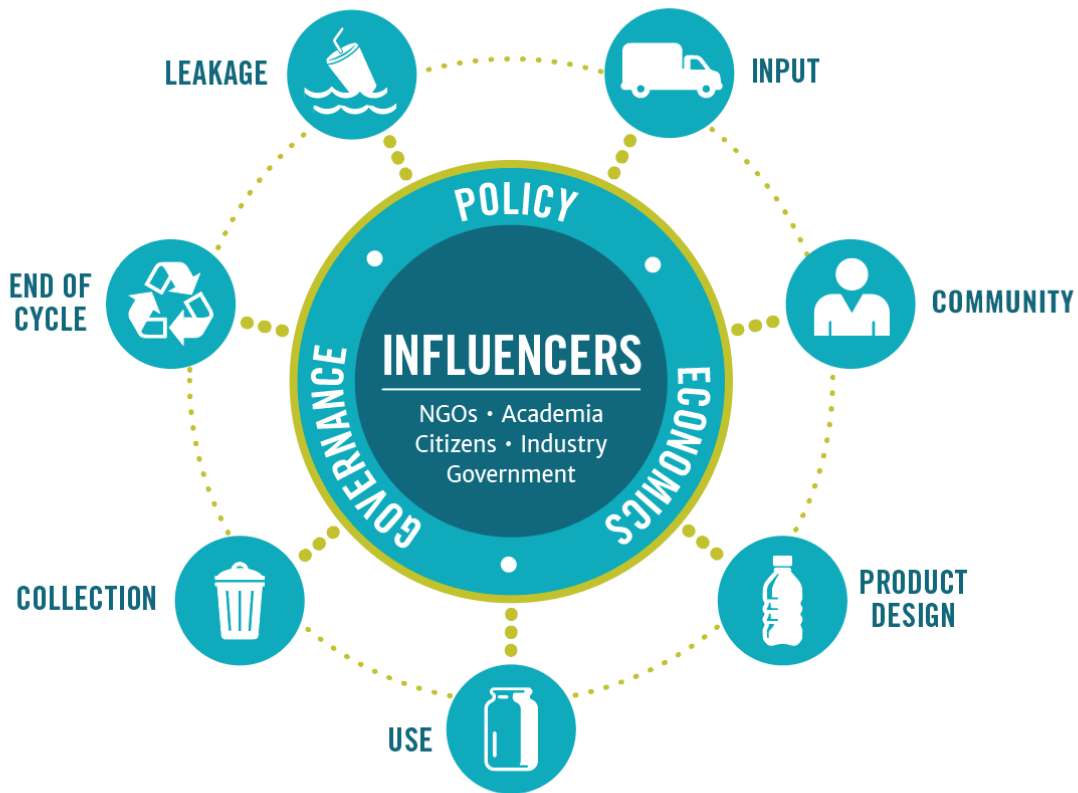 LEAKAGE
INPUT
POLICY
END OF
CYCLE
COMMUNITY
INFLUENCERS
NGOs • Academia
Citizens • Industry
Government
GOVERNANCE
ECONOMICS
COLLECTION
PRODUCT
DESIGN
USE